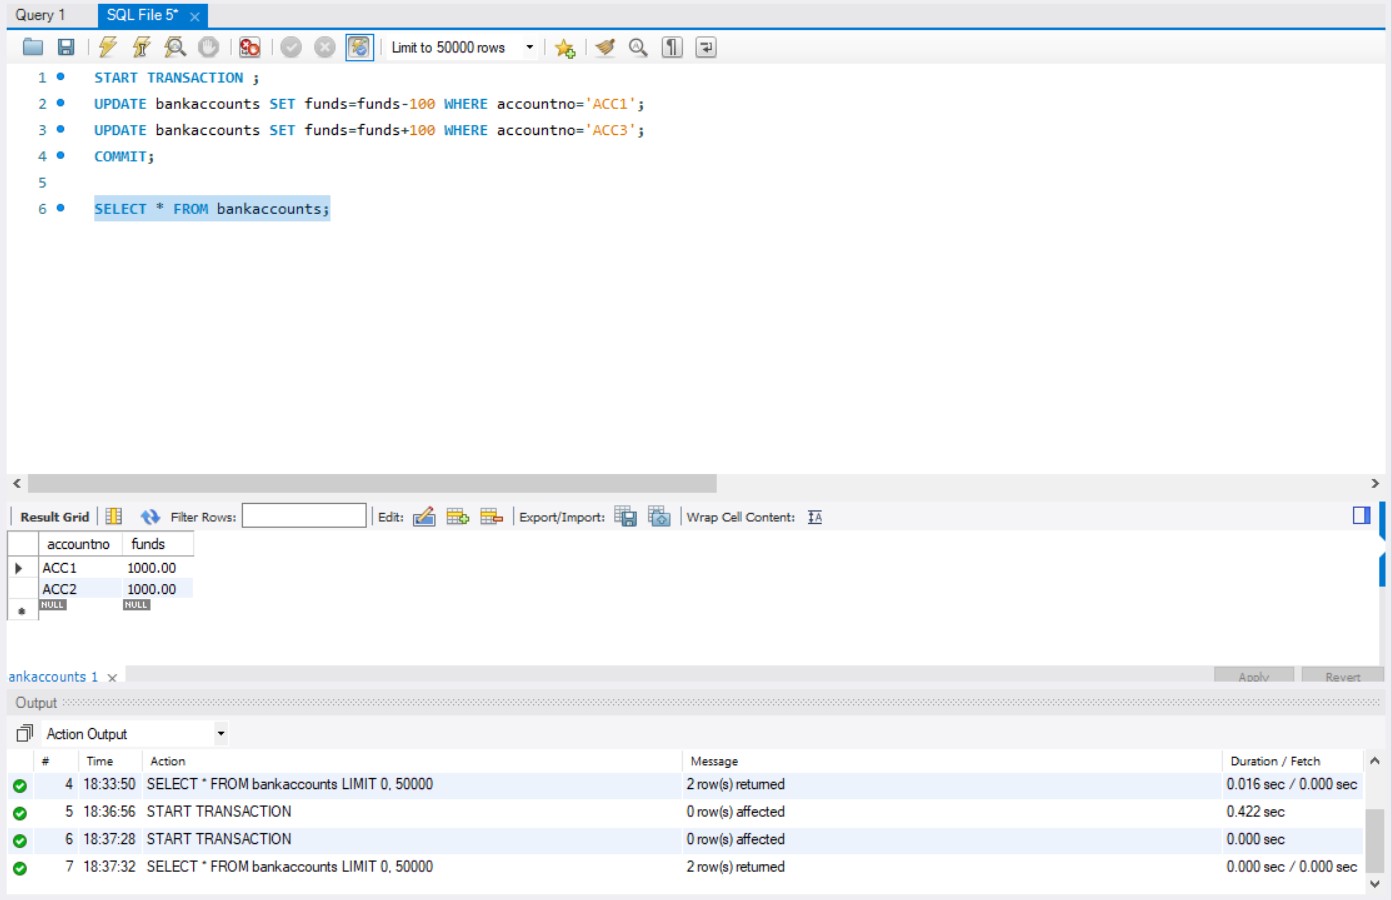 Query 1 SQL File 5*
Limit to 50000 rows
1 START TRANSACTION ;
2 UPDATE bankaccounts SET funds=funds-100 WHERE accountno='ACC1';
3 UPDATE bankaccounts SET funds=funds+100 WHERE accountno='ACC3';
4 COMMIT;
5
6 SELECT * FROM bankaccounts;
Result Grid Filter Rows: Edit: Export/Import: Wrap Cell Content:
accountno funds
ACC1 1000.00
ACC2 1000.00
NULL NULL
ankaccounts 1 Apply Revert
Output
Action Output
# Time Action Message Duration / Fetch
4 18:33:50 SELECT * FROM bankaccounts LIMIT 0, 50000 2 row(s) returned 0.016 sec / 0.000 sec
5 18:36:56 START TRANSACTION 0 row(s) affected 0.422 sec
6 18:37:28 START TRANSACTION 0 row(s) affected 0.000 sec
7 18:37:32 SELECT * FROM bankaccounts LIMIT 0, 50000 2 row(s) returned 0.000 sec / 0.000 sec